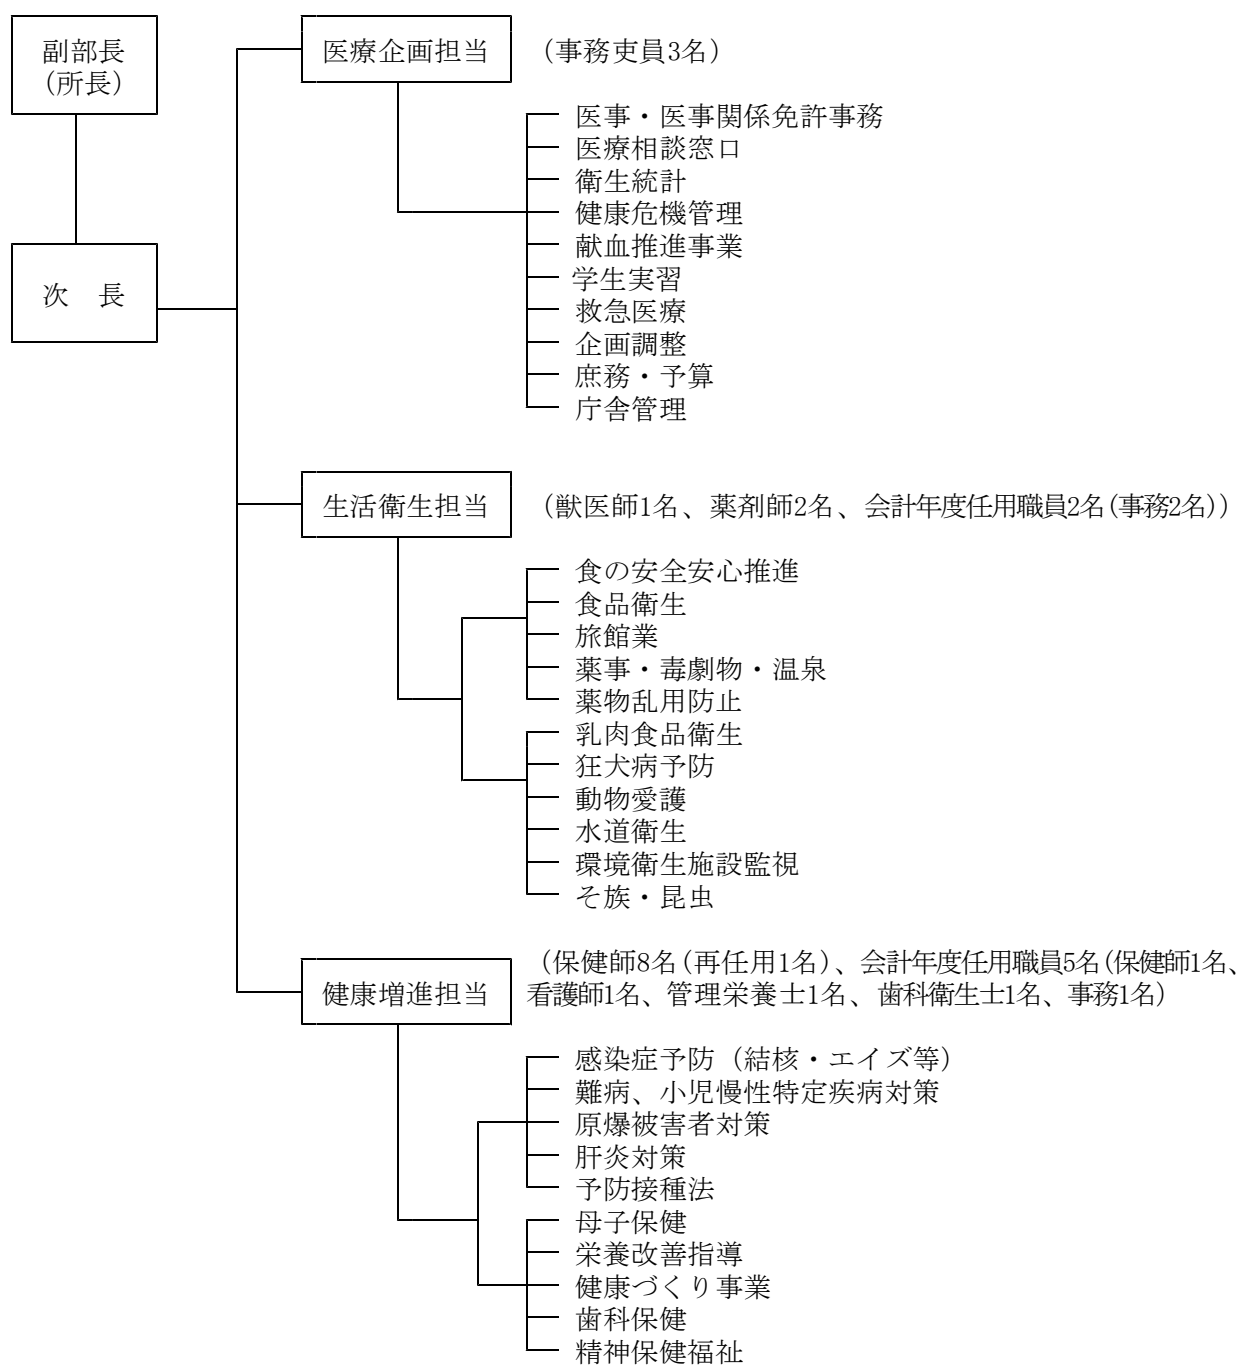 副部長
(所長)
次　長
医療企画担当
（事務吏員3名）
医事・医事関係免許事務
医療相談窓口
衛生統計
健康危機管理
献血推進事業
学生実習
救急医療
企画調整
庶務・予算
庁舎管理
生活衛生担当
（獣医師1名、薬剤師2名、会計年度任用職員2名(事務2名)）
食の安全安心推進
食品衛生
旅館業
薬事・毒劇物・温泉
薬物乱用防止
乳肉食品衛生
狂犬病予防
動物愛護
水道衛生
環境衛生施設監視
そ族・昆虫
健康増進担当
（保健師8名(再任用1名)、会計年度任用職員5名(保健師1名、
看護師1名、管理栄養士1名、歯科衛生士1名、事務1名)
感染症予防（結核・エイズ等）
難病、小児慢性特定疾病対策
原爆被害者対策
肝炎対策
予防接種法
母子保健
栄養改善指導
健康づくり事業
歯科保健
精神保健福祉